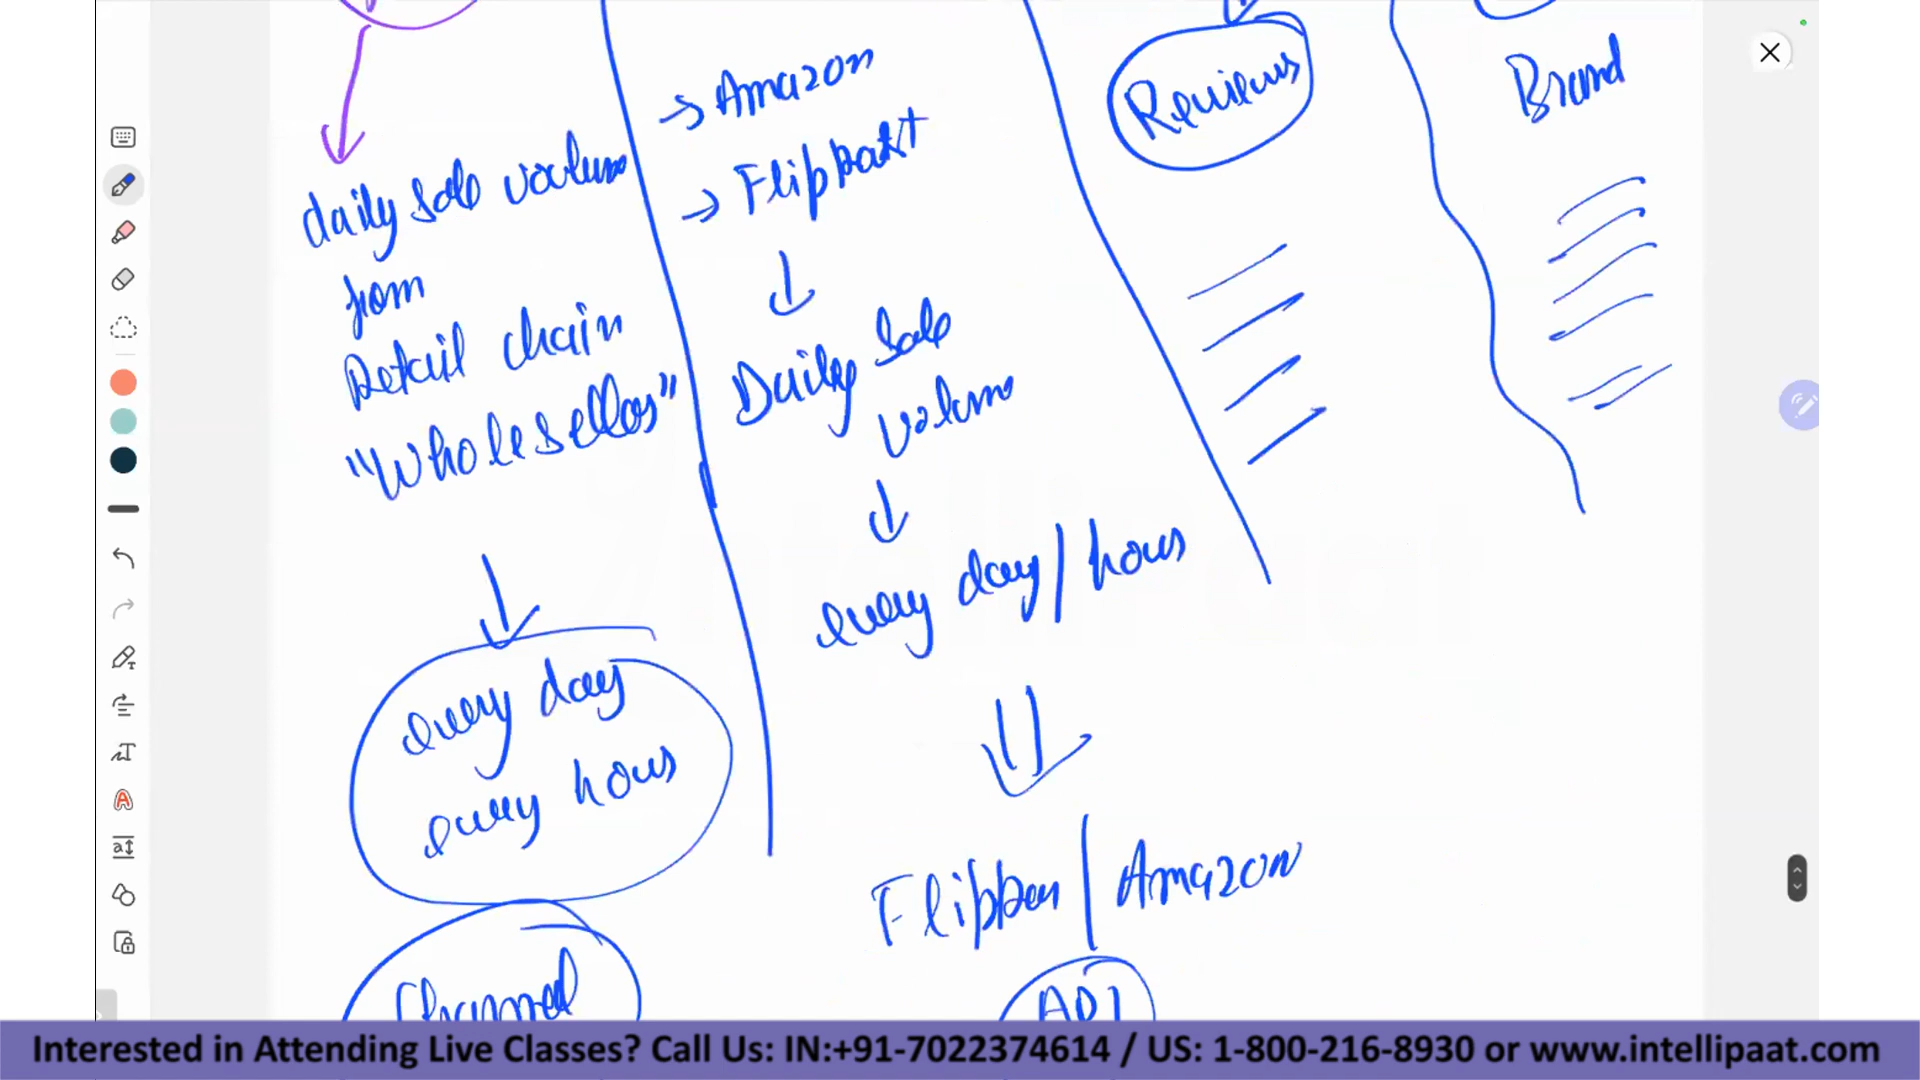 daily sale volume
from
Retail chain
"Wholesellers"
every day
every hour
Channel
→ Amazon
→ Flipkart
Daily Sale
volume
every day / hour
Flipkar | Amazon
API
Reviews
Brand
Interested in Attending Live Classes? Call Us: IN:+91-7022374614 / US: 1-800-216-8930 or www.intellipaat.com